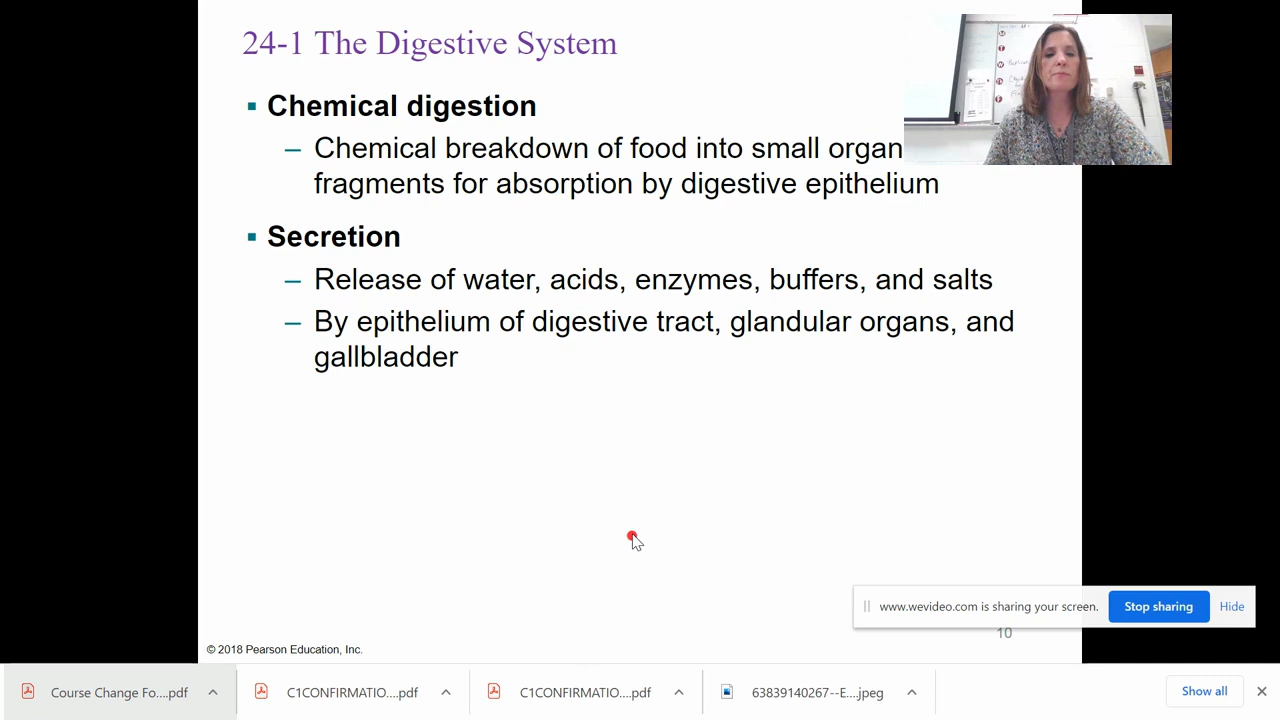 24-1 The Digestive System
▪ Chemical digestion
– Chemical breakdown of food into small organ
fragments for absorption by digestive epithelium
▪ Secretion
– Release of water, acids, enzymes, buffers, and salts
– By epithelium of digestive tract, glandular organs, and
gallbladder
M
T
W
F
www.wevideo.com is sharing your screen.
Stop sharing
Hide
10
© 2018 Pearson Education, Inc.
Course Change Fo....pdf
C1CONFIRMATIO....pdf
C1CONFIRMATIO....pdf
63839140267--E....jpeg
Show all